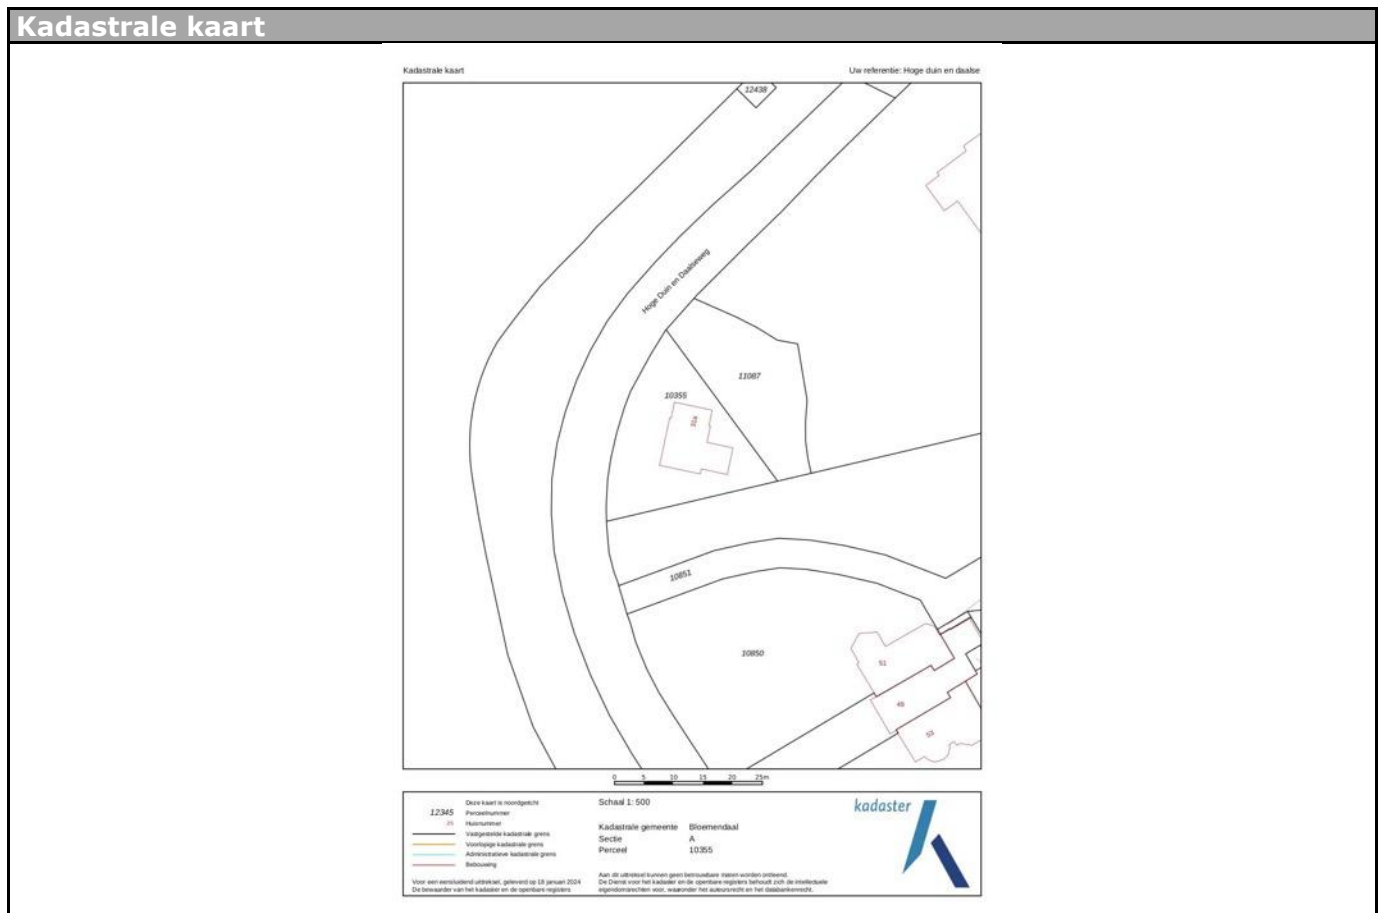 Kadastrale kaart
Kadastrale kaart
Uw referentie: Hoge duin en daalse
12438
Hoge Duin en Daalseweg
11087
10355
51a
10851
10850
51
53
0 5 10 15 20 25m
Deze kaart is noordgericht
12345 Perceelnummer
25 Huisnummer
Vastgestelde kadastrale grens
Voorlopige kadastrale grens
Administratieve kadastrale grens
Bebouwing
Voor een eensluidend uittreksel, geleverd op 16 januari 2024
De bewaarder van het kadaster en de openbare registers
Schaal 1: 500
Kadastrale gemeente Bloemendaal
Sectie A
Perceel 10355
Aan dit uittreksel kunnen geen betrouwbare maten worden ontleend.
De Dienst voor het kadaster en de openbare registers behoudt zich de intellectuele
eigendomsrechten voor, waaronder het auteursrecht en het databankenrecht.
kadaster